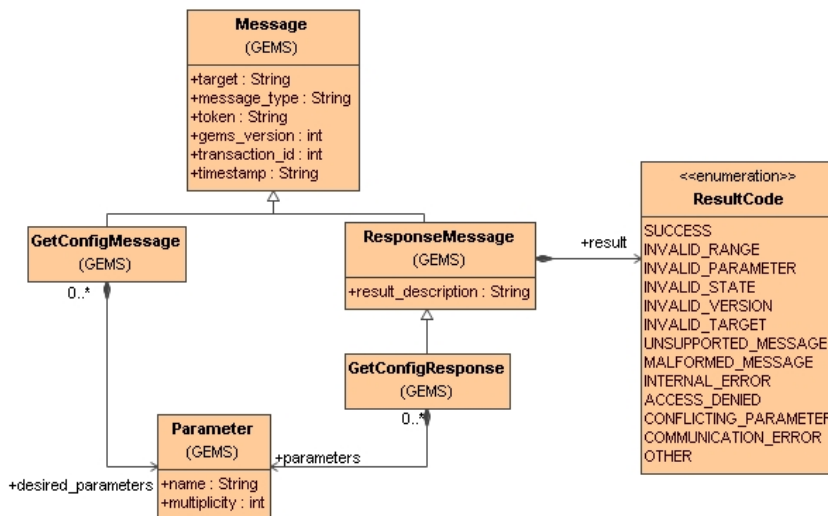 Message
(GEMS)
+target : String
+message_type : String
+token : String
+gems_version : int
+transaction_id : int
+timestamp : String
<<enumeration>>
ResultCode
SUCCESS
INVALID_RANGE
INVALID_PARAMETER
INVALID_STATE
INVALID_VERSION
INVALID_TARGET
UNSUPPORTED_MESSAGE
MALFORMED_MESSAGE
INTERNAL_ERROR
ACCESS_DENIED
CONFLICTING_PARAMETER
COMMUNICATION_ERROR
OTHER
GetConfigMessage
(GEMS)
0..*
ResponseMessage
(GEMS)
+result_description : String
+result
GetConfigResponse
(GEMS)
0..*
Parameter
(GEMS)
+name : String
+multiplicity : int
+desired_parameters
+parameters